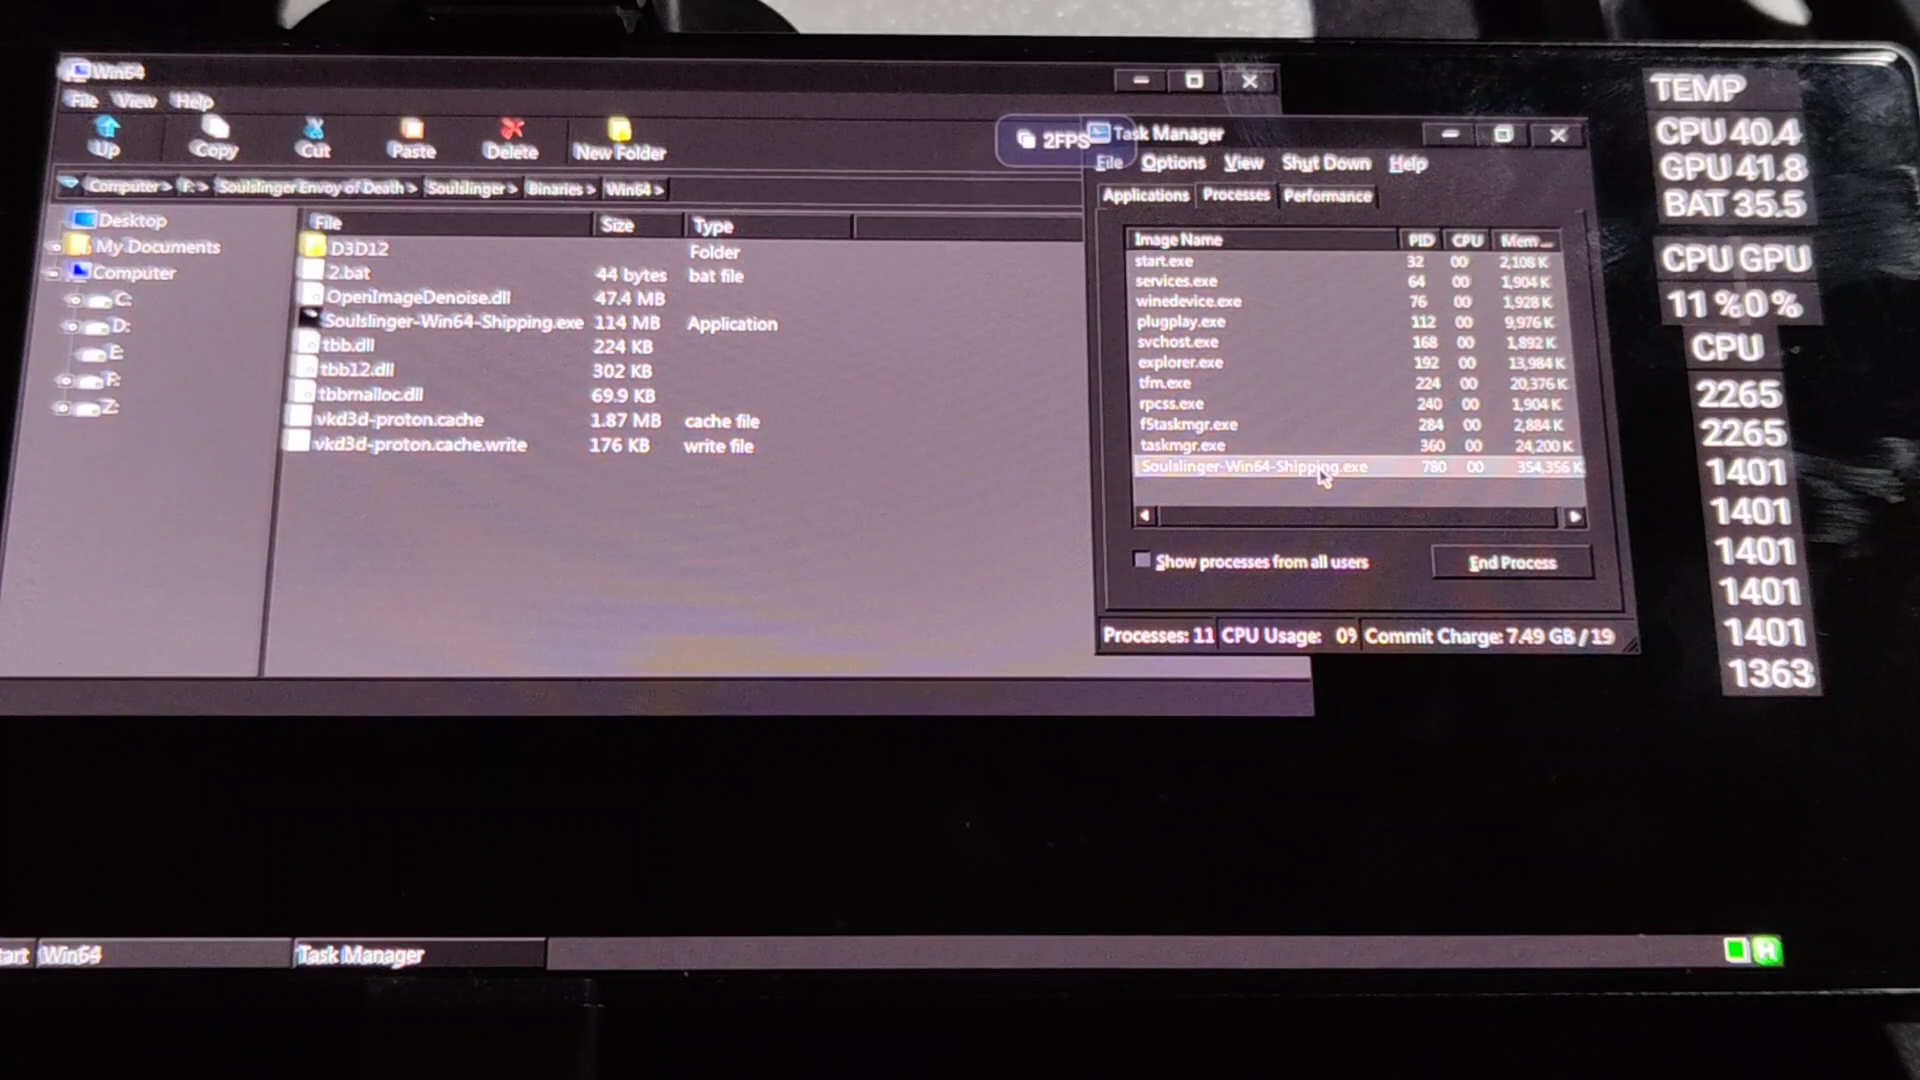 Win64
File View Help
Up Copy Cut Paste Delete New Folder
Computer > F: > Soulslinger Envoy of Death > Soulslinger > Binaries > Win64 >
Desktop
My Documents
Computer
C:
D:
E:
F:
Z:
File Size Type
D3D12 Folder
2.bat 44 bytes bat file
OpenImageDenoise.dll 47.4 MB
Soulslinger-Win64-Shipping.exe 114 MB Application
tbb.dll 224 KB
tbb12.dll 302 KB
tbbmalloc.dll 69.9 KB
vkd3d-proton.cache 1.87 MB cache file
vkd3d-proton.cache.write 176 KB write file
2FPS
Task Manager
File Options View Shut Down Help
Applications Processes Performance
Image Name PID CPU Mem...
start.exe 32 00 2,108 K
services.exe 64 00 1,904 K
winedevice.exe 76 00 1,928 K
plugplay.exe 112 00 9,976 K
svchost.exe 168 00 1,892 K
explorer.exe 192 00 13,984 K
tfm.exe 224 00 20,376 K
rpcss.exe 240 00 1,904 K
f5taskmgr.exe 284 00 2,884 K
taskmgr.exe 360 00 24,200 K
Soulslinger-Win64-Shipping.exe 780 00 354,356 K
Show processes from all users End Process
Processes: 11 CPU Usage: 0% Commit Charge: 7.49 GB / 19
TEMP
CPU 40.4
GPU 41.8
BAT 35.5
CPU GPU
11 % 0 %
CPU
2265
2265
1401
1401
1401
1401
1401
1363
tart Win64 Task Manager